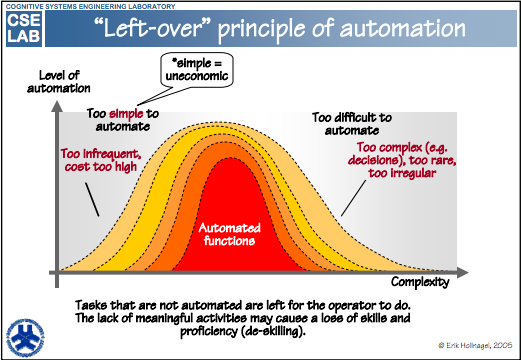 COGNITIVE SYSTEMS ENGINEERING LABORATORY
CSE
LAB
“Left-over” principle of automation
Level of
automation
*simple =
uneconomic
Too simple to
automate
Too difficult to
automate
Too infrequent,
cost too high
Too complex (e.g.
decisions), too rare,
too irregular
Automated
functions
Complexity
Tasks that are not automated are left for the operator to do.
The lack of meaningful activities may cause a loss of skills and
proficiency (de-skilling).
© Erik Hollnagel, 2005